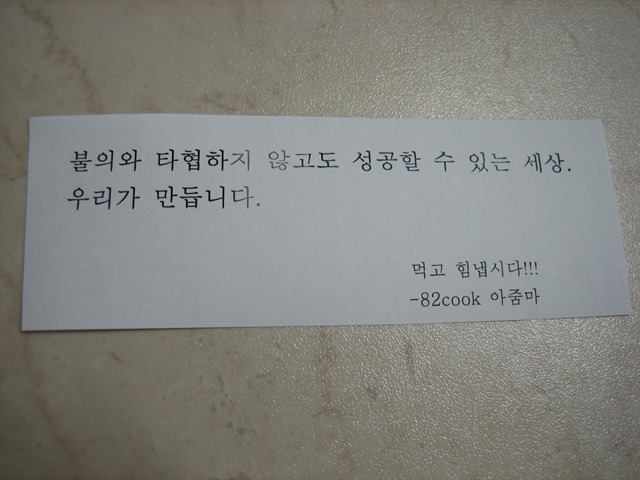 불의와 타협하지 않고도 성공할 수 있는 세상.
우리가 만듭니다.
먹고 힘냅시다!!!
-82cook 아줌마